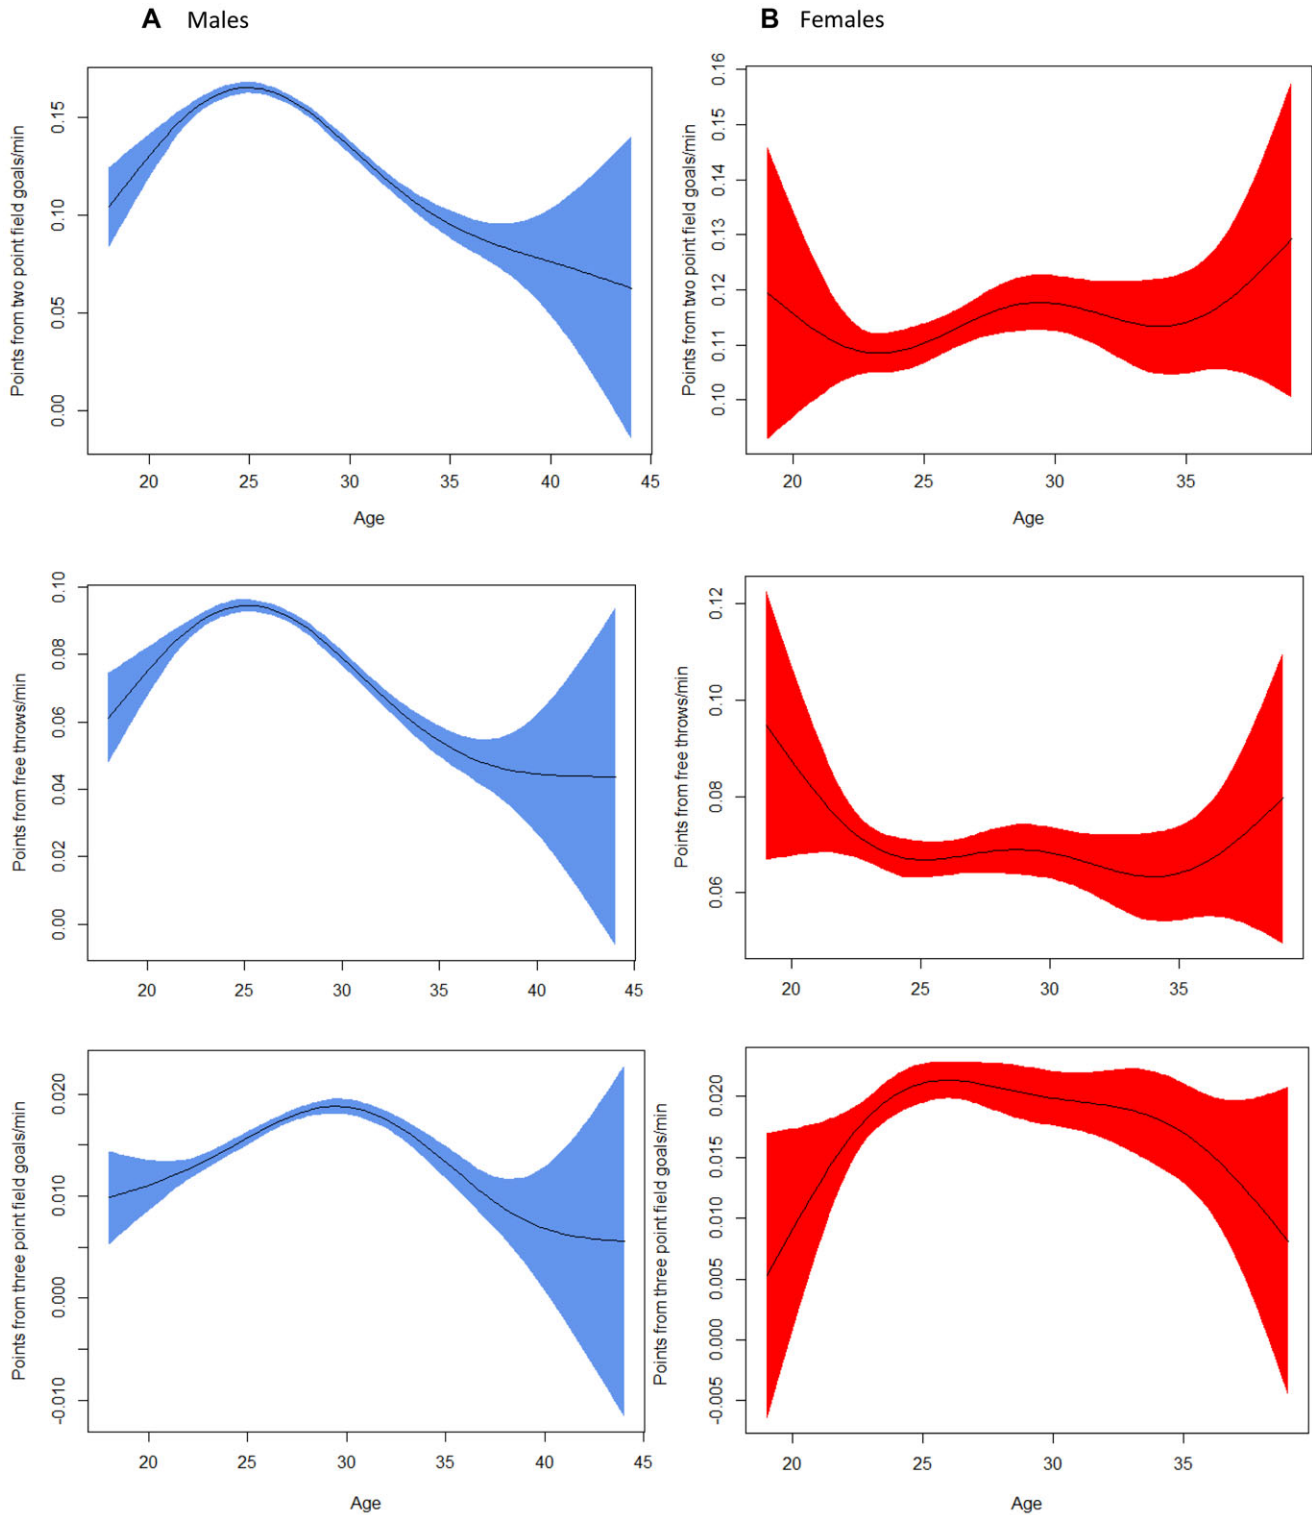 A Males
B Females
Points from two point field goals/min
0.15
0.10
0.05
0.00
20 25 30 35 40 45
Age
Points from two point field goals/min
0.16
0.15
0.14
0.13
0.12
0.11
0.10
20 25 30 35
Age
Points from free throws/min
0.10
0.08
0.06
0.04
0.02
0.00
20 25 30 35 40 45
Points from free throws/min
0.12
0.10
0.08
0.06
20 25 30 35
Points from three point field goals/min
0.020
0.010
0.000
-0.010
20 25 30 35 40 45
Age
Points from three point field goals/min
0.020
0.015
0.010
0.005
0.000
-0.005
20 25 30 35
Age